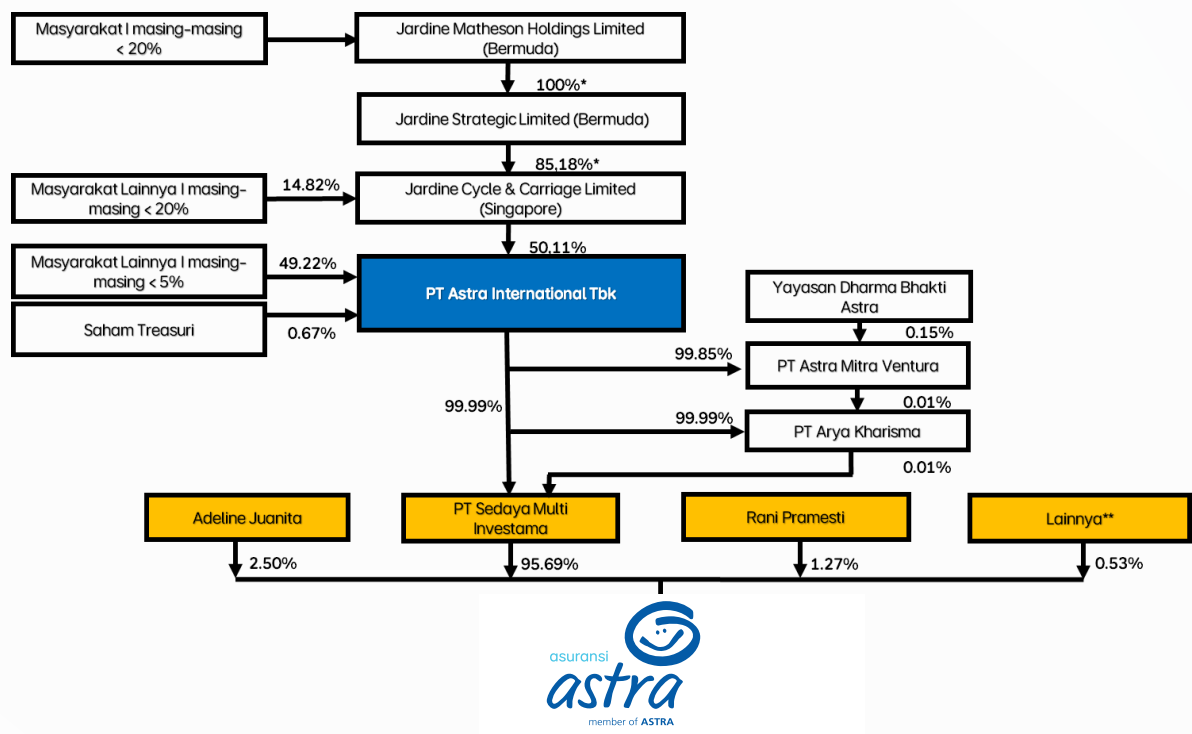 Masyarakat I masing-masing
< 20%
Jardine Matheson Holdings Limited
(Bermuda)
100%*
Jardine Strategic Limited (Bermuda)
85,18%*
Masyarakat Lainnya I masing-
masing < 20%
14.82%
Jardine Cycle & Carriage Limited
(Singapore)
50,11%
Masyarakat Lainnya I masing-
masing < 5%
49.22%
PT Astra International Tbk
Saham Treasuri
0.67%
Yayasan Dharma Bhakti
Astra
0.15%
99.85%
PT Astra Mitra Ventura
0.01%
99.99%
99.99%
PT Arya Kharisma
0.01%
Adeline Juanita
PT Sedaya Multi
Investama
Rani Pramesti
Lainnya**
2.50%
95.69%
1.27%
0.53%
asuransi
astra
member of ASTRA